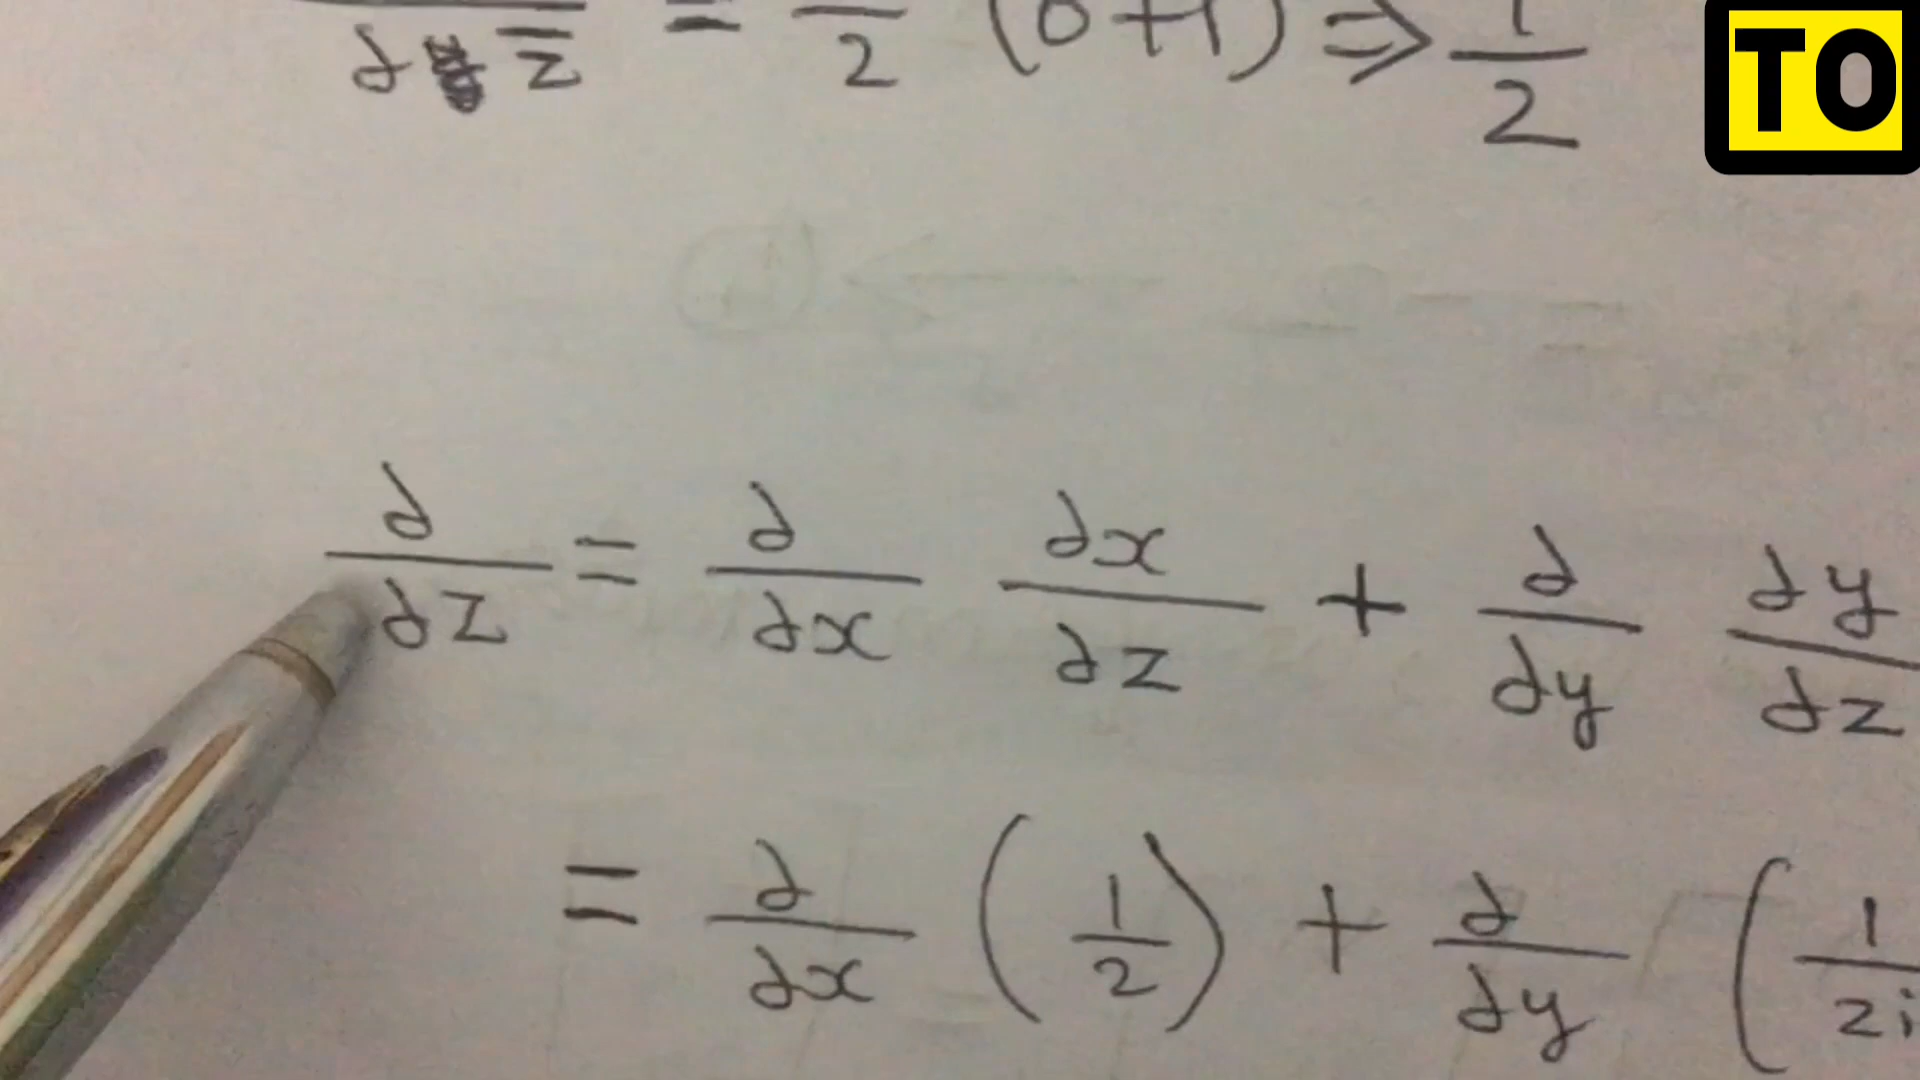 TO
∂z̄ = /2 (0+1) ⇒ 1/2
∂/∂z = ∂/∂x ∂x/∂z + ∂/∂y ∂y/∂z
= ∂/∂x (1/2) + ∂/∂y (1/2i